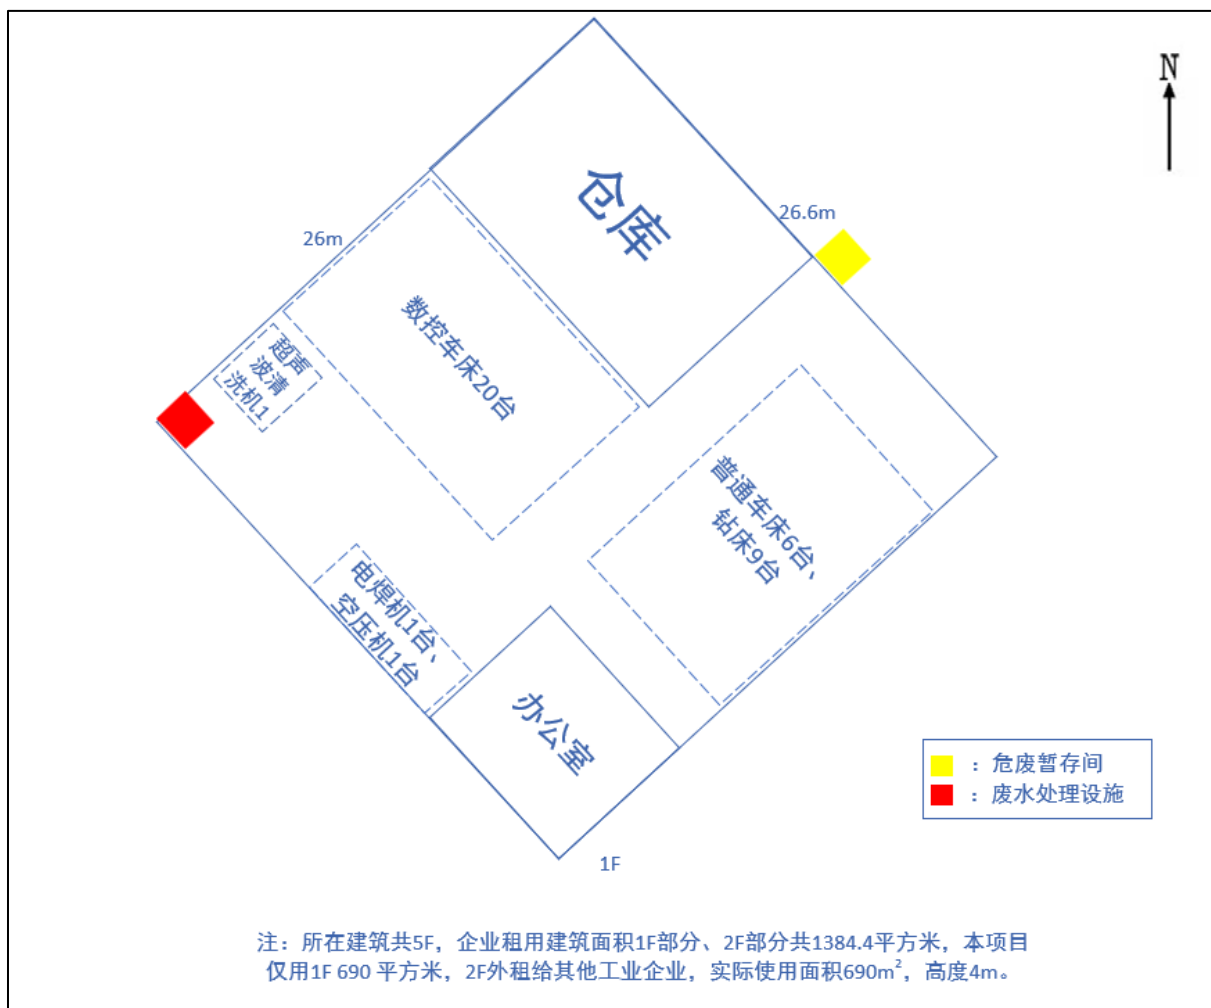 N
仓库
26.6m
26m
数控车床20台
超声
波清
洗机1
普通车床6台、
钻床9台
电焊机1台、
空压机1台
办公室
：危废暂存间
：废水处理设施
1F
注：所在建筑共5F，企业租用建筑面积1F部分、2F部分共1384.4平方米，本项目
仅用1F 690 平方米，2F外租给其他工业企业，实际使用面积690m²，高度4m。